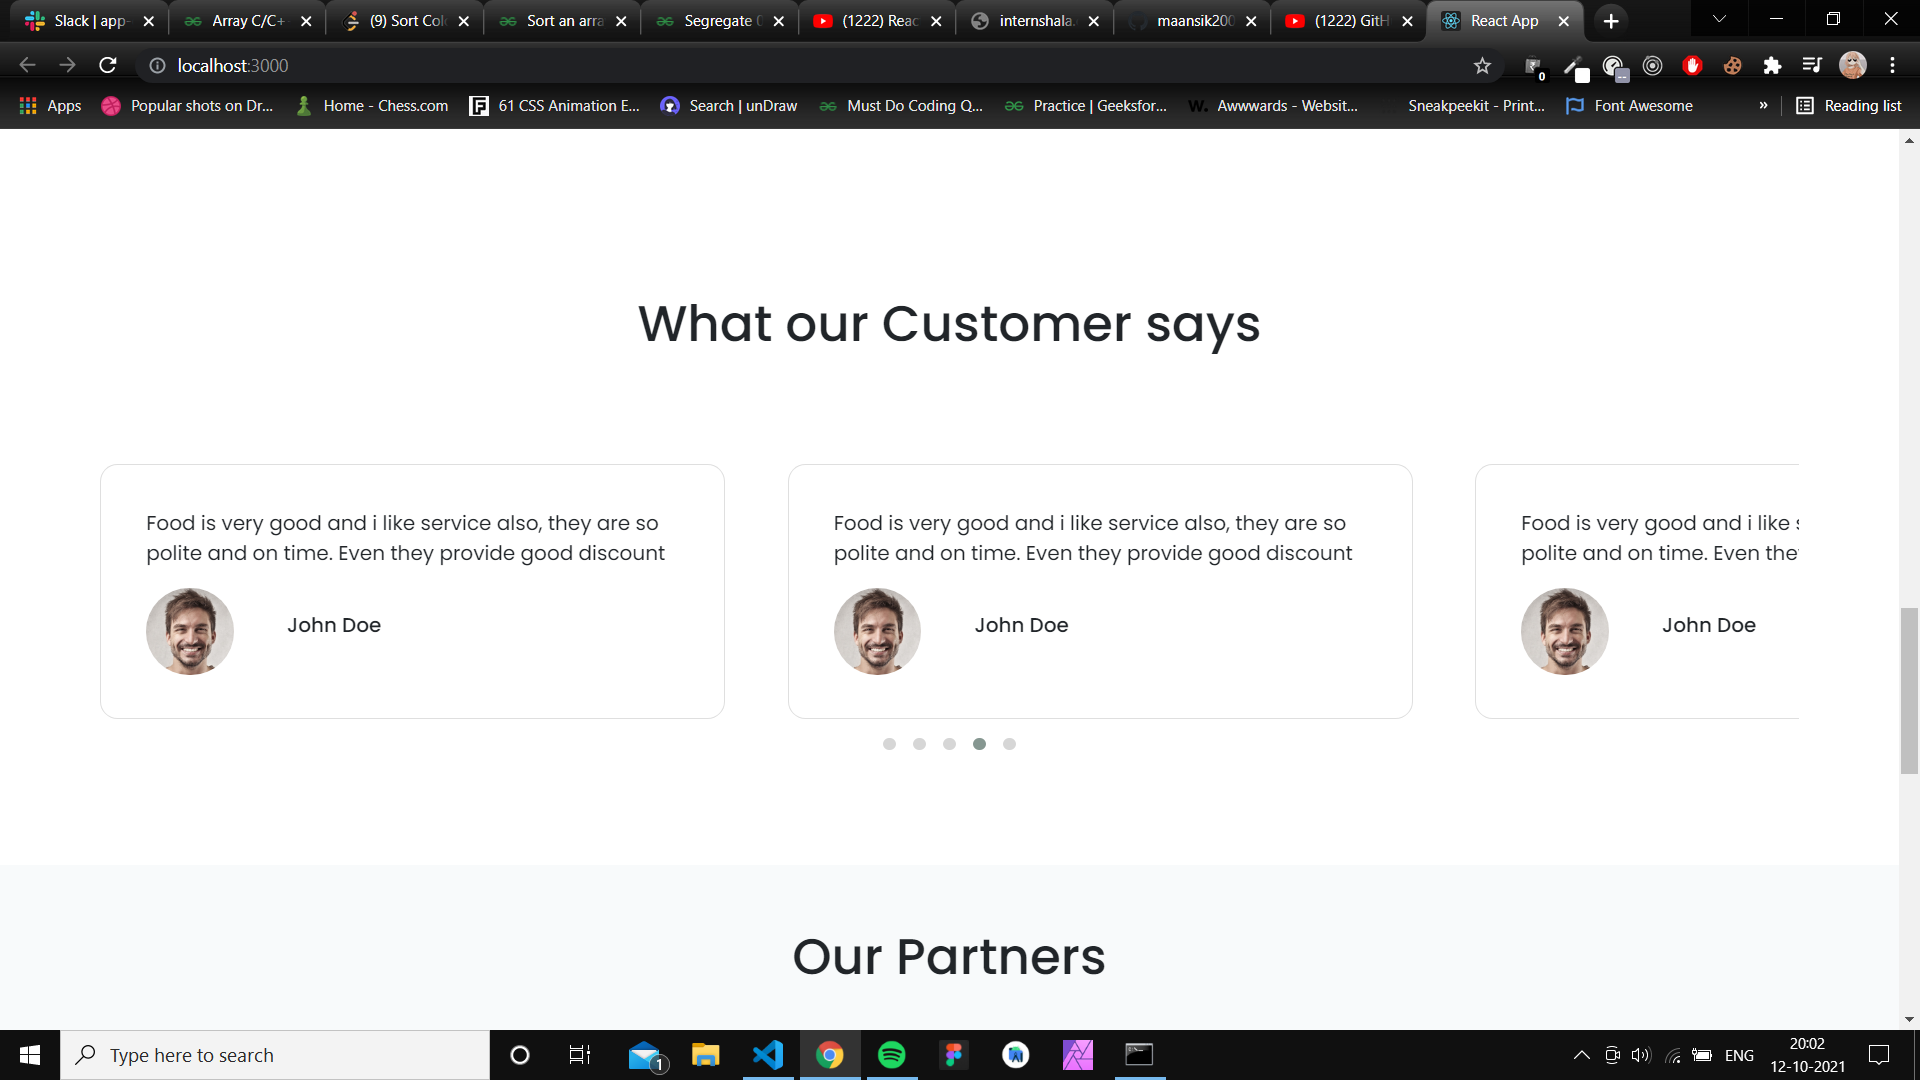 Slack | app-
Array C/C+
(9) Sort Col
Sort an arra
Segregate 0
(1222) Reac
internshala.
maansik200
(1222) GitH
React App
localhost:3000
0
Apps
Popular shots on Dr...
Home - Chess.com
61 CSS Animation E...
Search | unDraw
Must Do Coding Q...
Practice | Geeksfor...
W.
Awwwards - Websit...
Sneakpeekit - Print...
Font Awesome
»
Reading list
What our Customer says
Food is very good and i like service also, they are so
polite and on time. Even they provide good discount
John Doe
Food is very good and i like service also, they are so
polite and on time. Even they provide good discount
John Doe
Food is very good and i like s
polite and on time. Even they
John Doe
Our Partners
Type here to search
1
ENG
20:02
12-10-2021